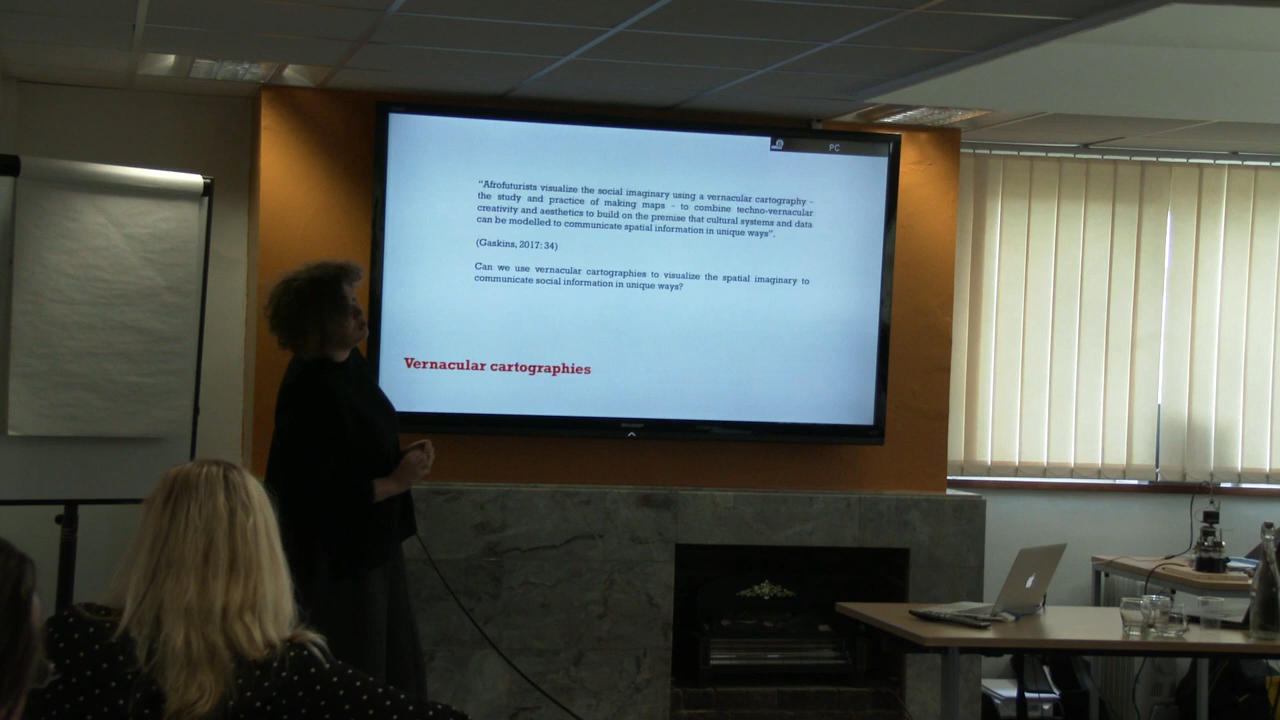 PC
“Afrofuturists visualize the social imaginary using a vernacular cartography -
the study and practice of making maps - to combine techno-vernacular
creativity and aesthetics to build on the premise that cultural systems and data
can be modelled to communicate spatial information in unique ways”.
(Gaskins, 2017: 34)
Can we use vernacular cartographies to visualize the spatial imaginary to
communicate social information in unique ways?
Vernacular cartographies
SHARP